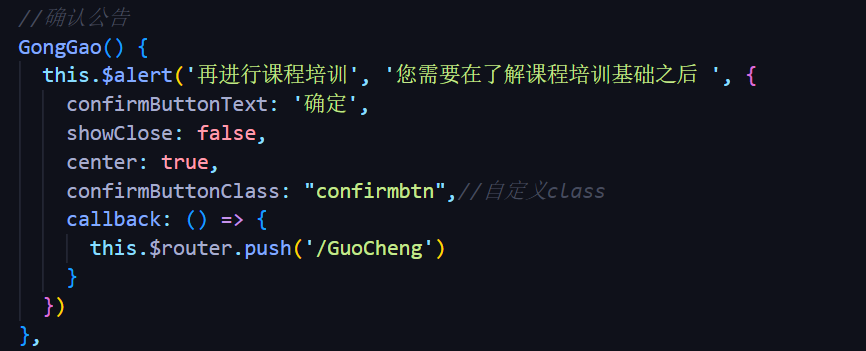 //确认公告
GongGao() {
this.$alert('再进行课程培训', '您需要在了解课程培训基础之后 ', {
confirmButtonText: '确定',
showClose: false,
center: true,
confirmButtonClass: "confirmbtn",//自定义class
callback: () => {
this.$router.push('/GuoCheng')
}
})
},